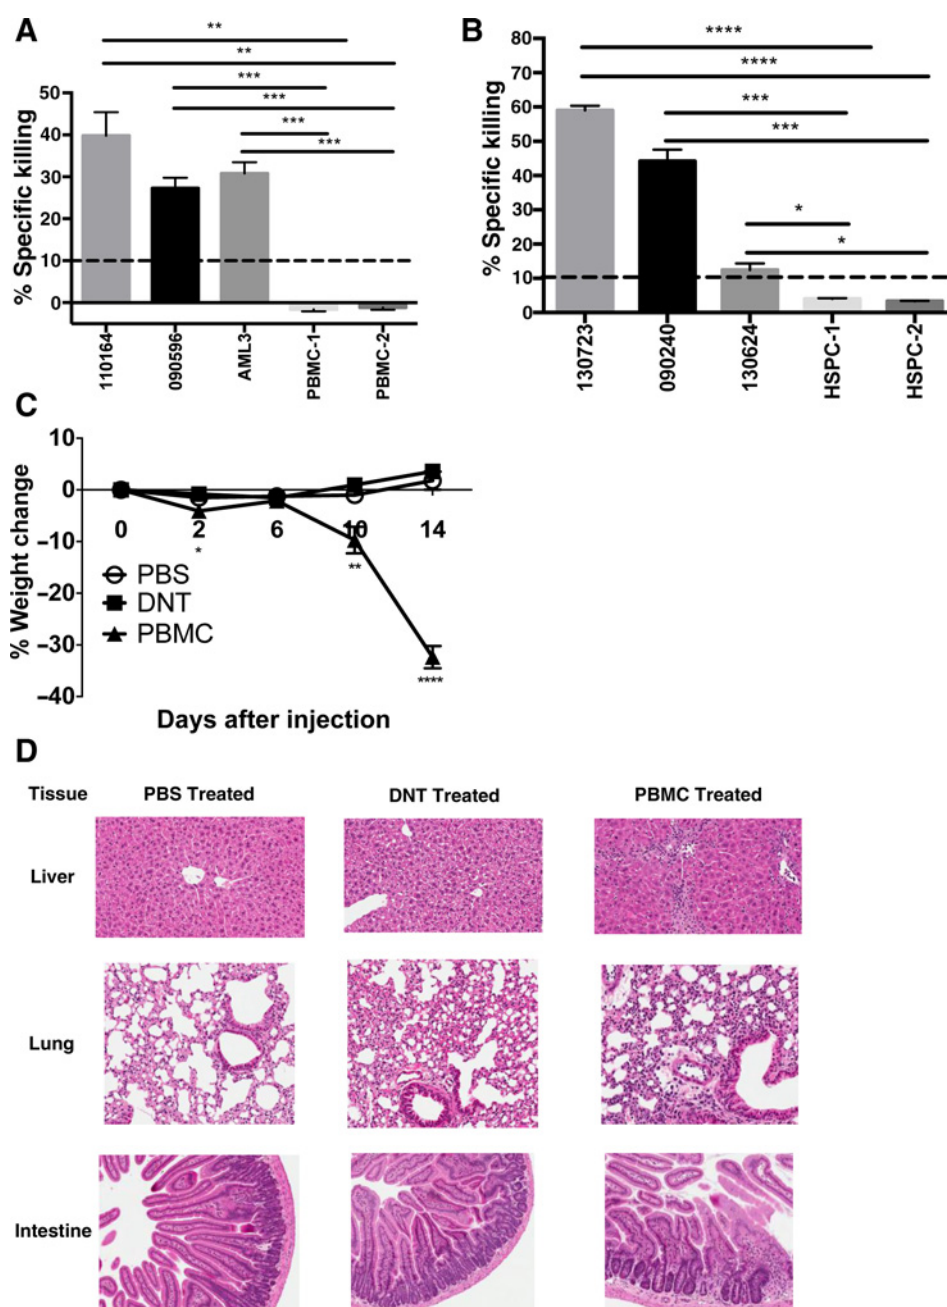 A
**
**
***
***
***
***
% Specific killing
50
40
30
20
10
0
110164
090596
AML3
PBMC-1
PBMC-2
B
****
****
***
***
*
*
% Specific killing
80
70
60
50
40
30
20
10
0
130723
090240
130624
HSPC-1
HSPC-2
C
% Weight change
10
0
-10
-20
-30
-40
0 2 6 10 14
*
**
****
PBS
DNT
PBMC
Days after injection
D
Tissue PBS Treated DNT Treated PBMC Treated
Liver
Lung
Intestine